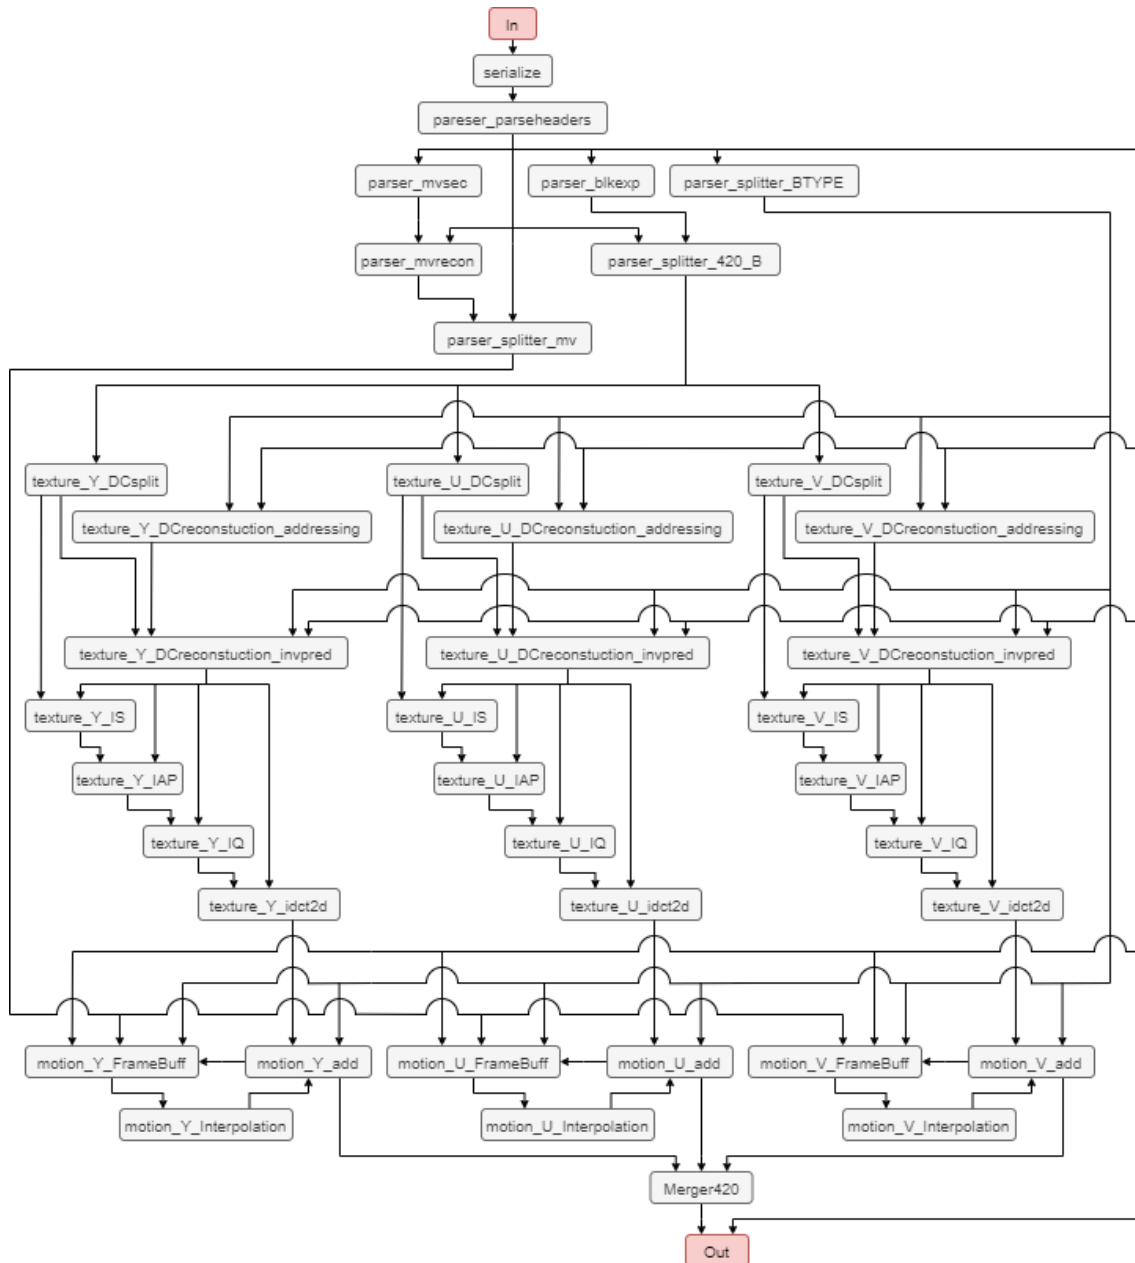 In
serialize
pareser_parseheaders
parser_mvsec
parser_blkexp
parser_splitter_BTYPE
parser_mvrecon
parser_splitter_420_B
parser_splitter_mv
texture_Y_DCsplit
texture_U_DCsplit
texture_V_DCsplit
texture_Y_DCreconstuction_addressing
texture_U_DCreconstuction_addressing
texture_V_DCreconstuction_addressing
texture_Y_DCreconstuction_invpred
texture_U_DCreconstuction_invpred
texture_V_DCreconstuction_invpred
texture_Y_IS
texture_U_IS
texture_V_IS
texture_Y_IAP
texture_U_IAP
texture_V_IAP
texture_Y_IQ
texture_U_IQ
texture_V_IQ
texture_Y_idct2d
texture_U_idct2d
texture_V_idct2d
motion_Y_FrameBuff
motion_Y_add
motion_U_FrameBuff
motion_U_add
motion_V_FrameBuff
motion_V_add
motion_Y_Interpolation
motion_U_Interpolation
motion_V_Interpolation
Merger420
Out